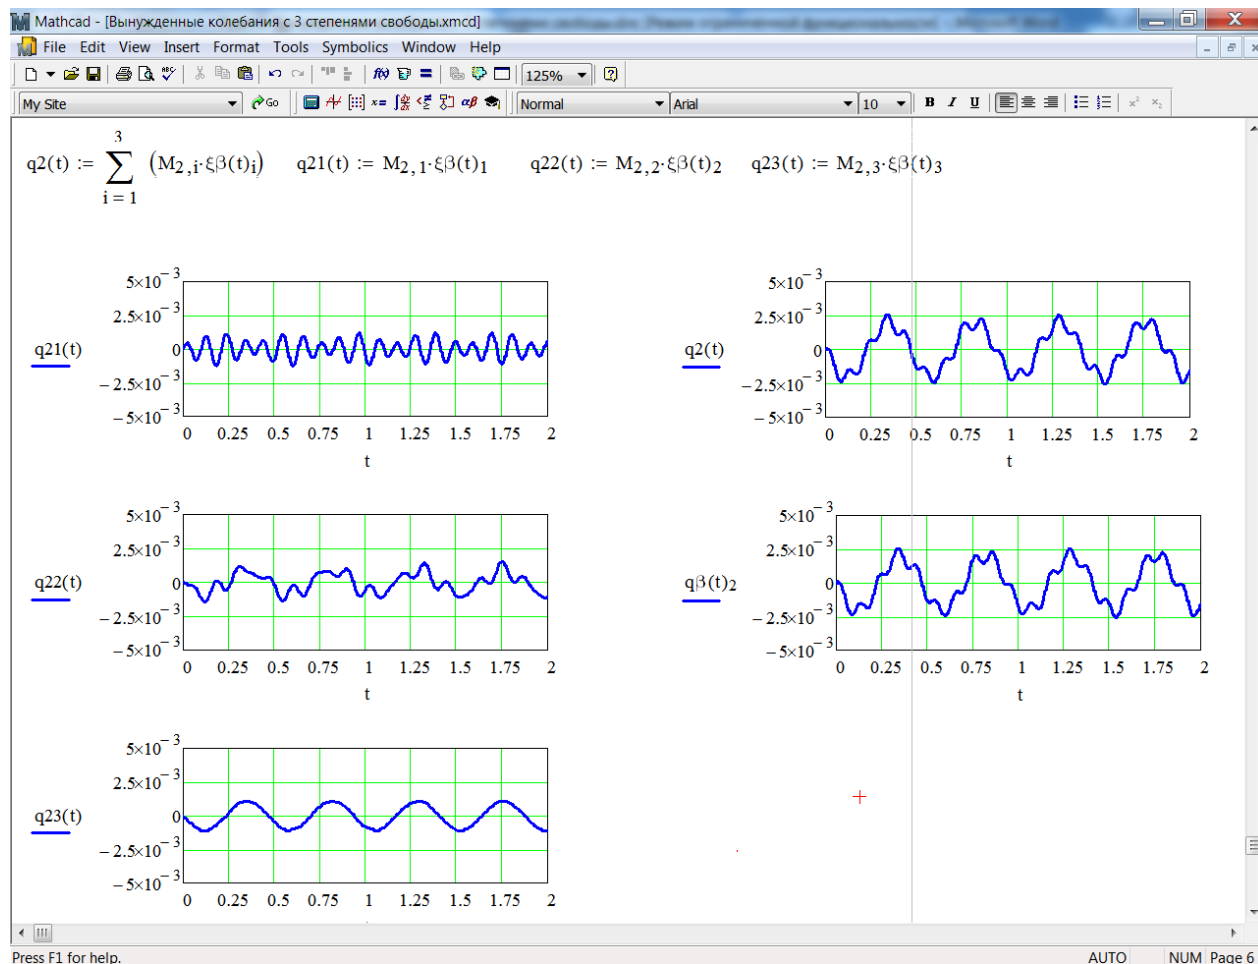 Mathcad - [Вынужденные колебания с 3 степенями свободы.xmcd]
File Edit View Insert Format Tools Symbolics Window Help
125%
My Site Go Normal Arial 10 B I U
3
q2(t) := ∑ (M2,i·ξβ(t)i) q21(t) := M2,1·ξβ(t)1 q22(t) := M2,2·ξβ(t)2 q23(t) := M2,3·ξβ(t)3
i = 1
5×10^−3
2.5×10^−3
0
−2.5×10^−3
−5×10^−3
q21(t)
0 0.25 0.5 0.75 1 1.25 1.5 1.75 2
t
5×10^−3
2.5×10^−3
0
−2.5×10^−3
−5×10^−3
q2(t)
0 0.25 0.5 0.75 1 1.25 1.5 1.75 2
t
5×10^−3
2.5×10^−3
0
−2.5×10^−3
−5×10^−3
q22(t)
0 0.25 0.5 0.75 1 1.25 1.5 1.75 2
t
5×10^−3
2.5×10^−3
0
−2.5×10^−3
−5×10^−3
qβ(t)2
0 0.25 0.5 0.75 1 1.25 1.5 1.75 2
t
5×10^−3
2.5×10^−3
0
−2.5×10^−3
−5×10^−3
q23(t)
0 0.25 0.5 0.75 1 1.25 1.5 1.75 2
Press F1 for help. AUTO NUM Page 6